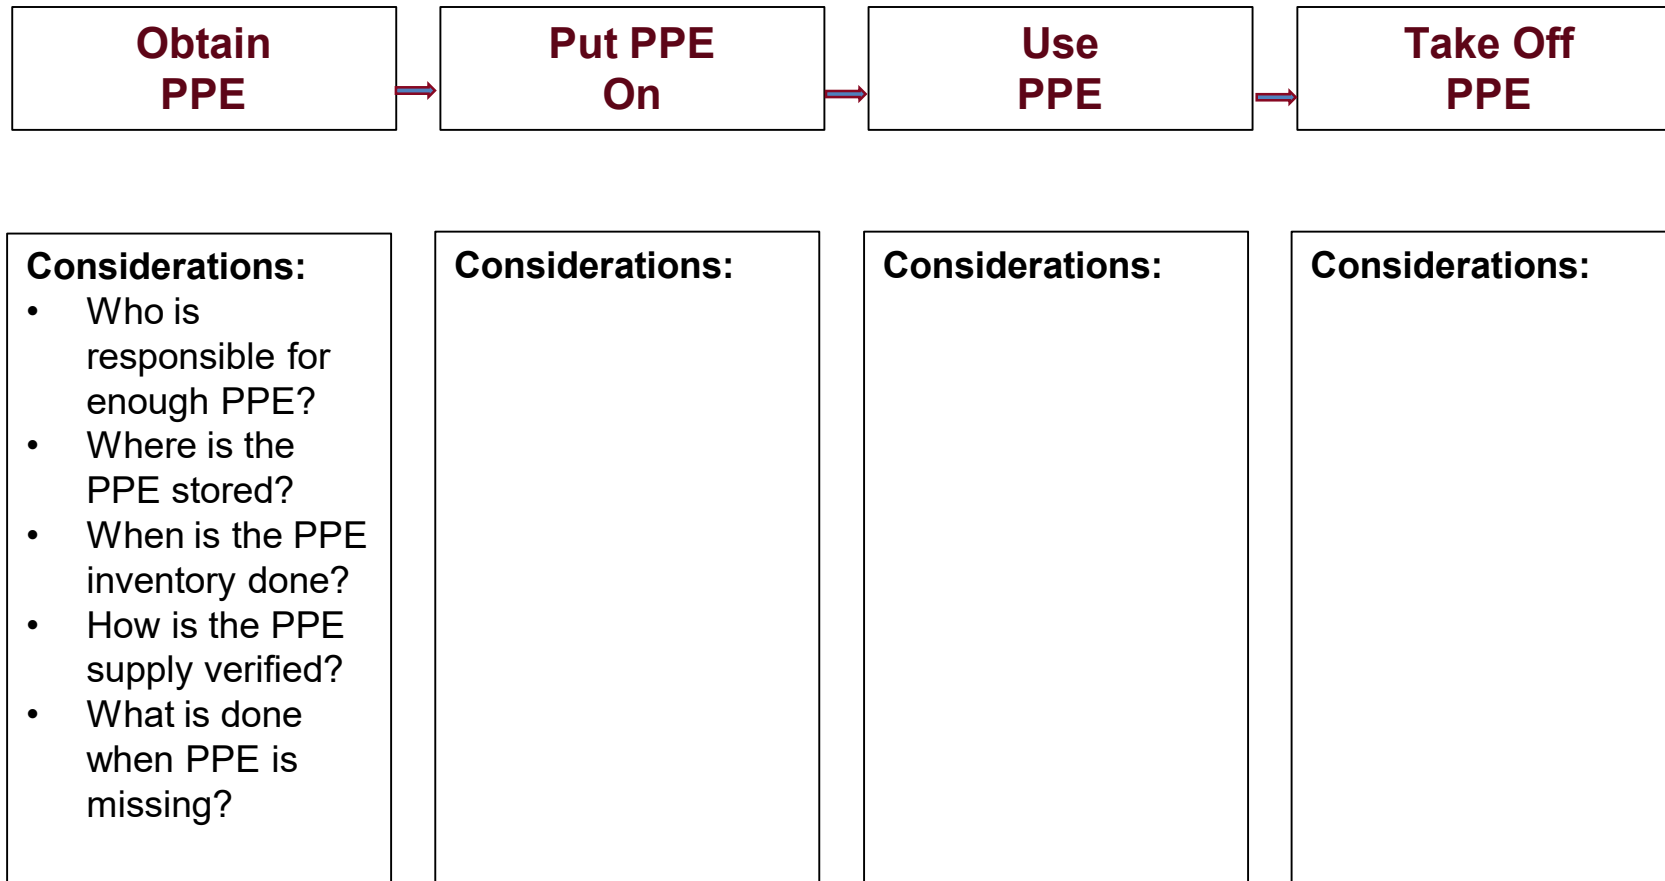 Obtain
PPE
Put PPE
On
Use
PPE
Take Off
PPE
Considerations:
• Who is
responsible for
enough PPE?
• Where is the
PPE stored?
• When is the PPE
inventory done?
• How is the PPE
supply verified?
• What is done
when PPE is
missing?
Considerations:
Considerations:
Considerations: